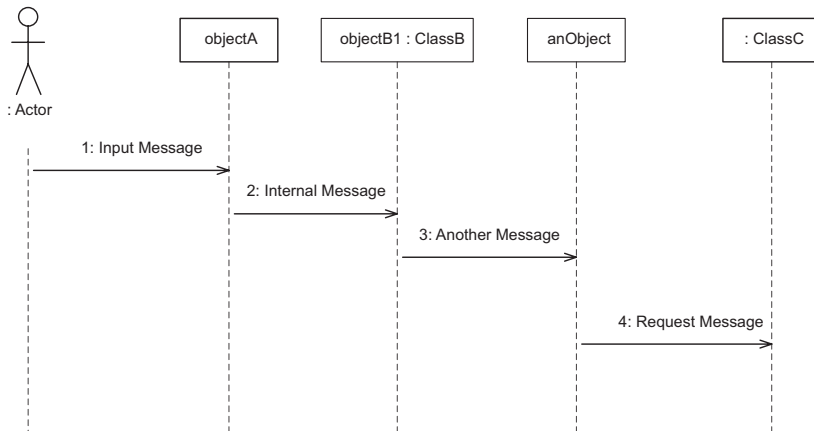 objectA
objectB1 : ClassB
anObject
: ClassC
: Actor
1: Input Message
2: Internal Message
3: Another Message
4: Request Message